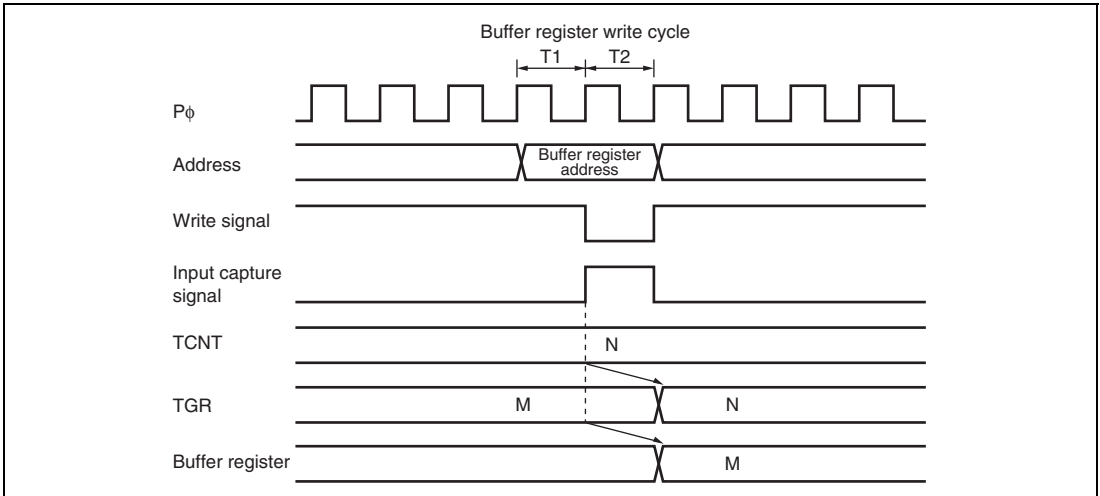 Buffer register write cycle
T1 T2
Pφ
Address
Buffer register
address
Write signal
Input capture
signal
TCNT
N
TGR
M N
Buffer register
M